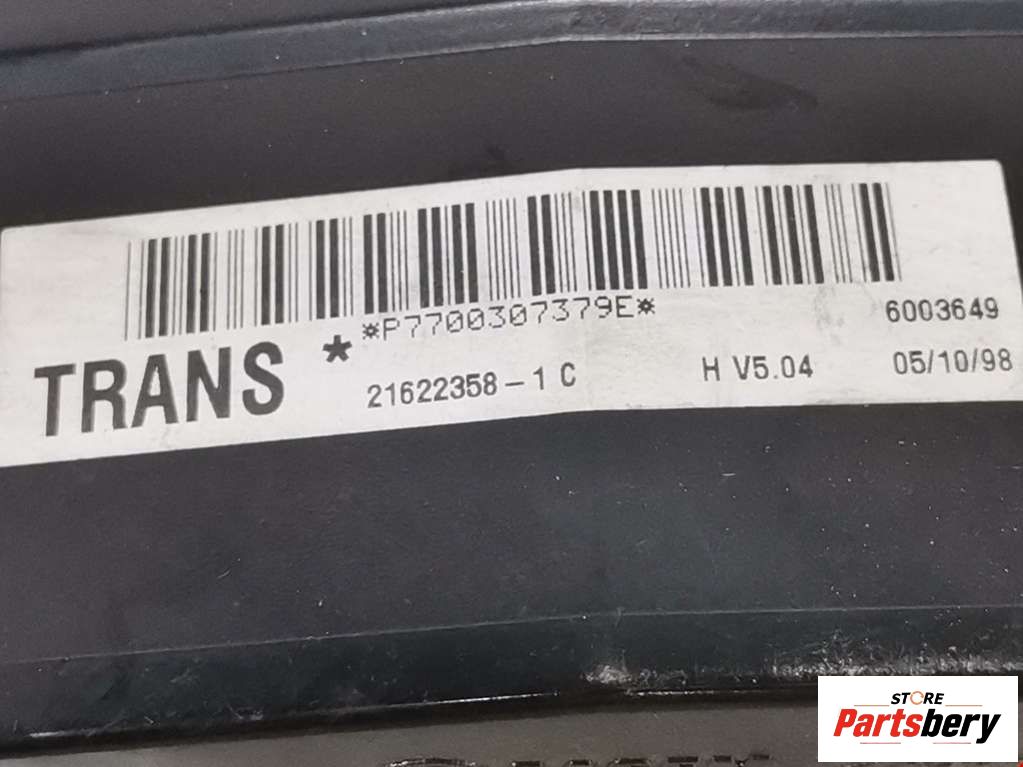 *P7700307379E*
6003649
TRANS *
21622358-1 C
H V5.04
05/10/98
STORE
Partsbery